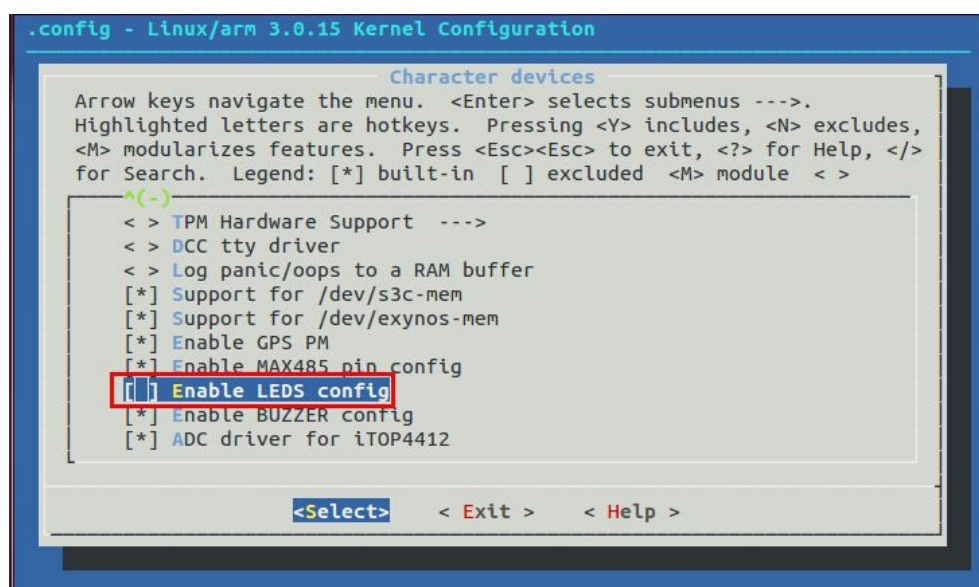 .config - Linux/arm 3.0.15 Kernel Configuration
Character devices
Arrow keys navigate the menu.  <Enter> selects submenus --->.
Highlighted letters are hotkeys.  Pressing <Y> includes, <N> excludes,
<M> modularizes features.  Press <Esc><Esc> to exit, <?> for Help, </>
for Search.  Legend: [*] built-in  [ ] excluded  <M> module  < >
^(-)
< > TPM Hardware Support  --->
< > DCC tty driver
< > Log panic/oops to a RAM buffer
[*] Support for /dev/s3c-mem
[*] Support for /dev/exynos-mem
[*] Enable GPS PM
[*] Enable MAX485 pin config
[ ] Enable LEDS config
[*] Enable BUZZER config
[*] ADC driver for iTOP4412
<Select>    < Exit >    < Help >